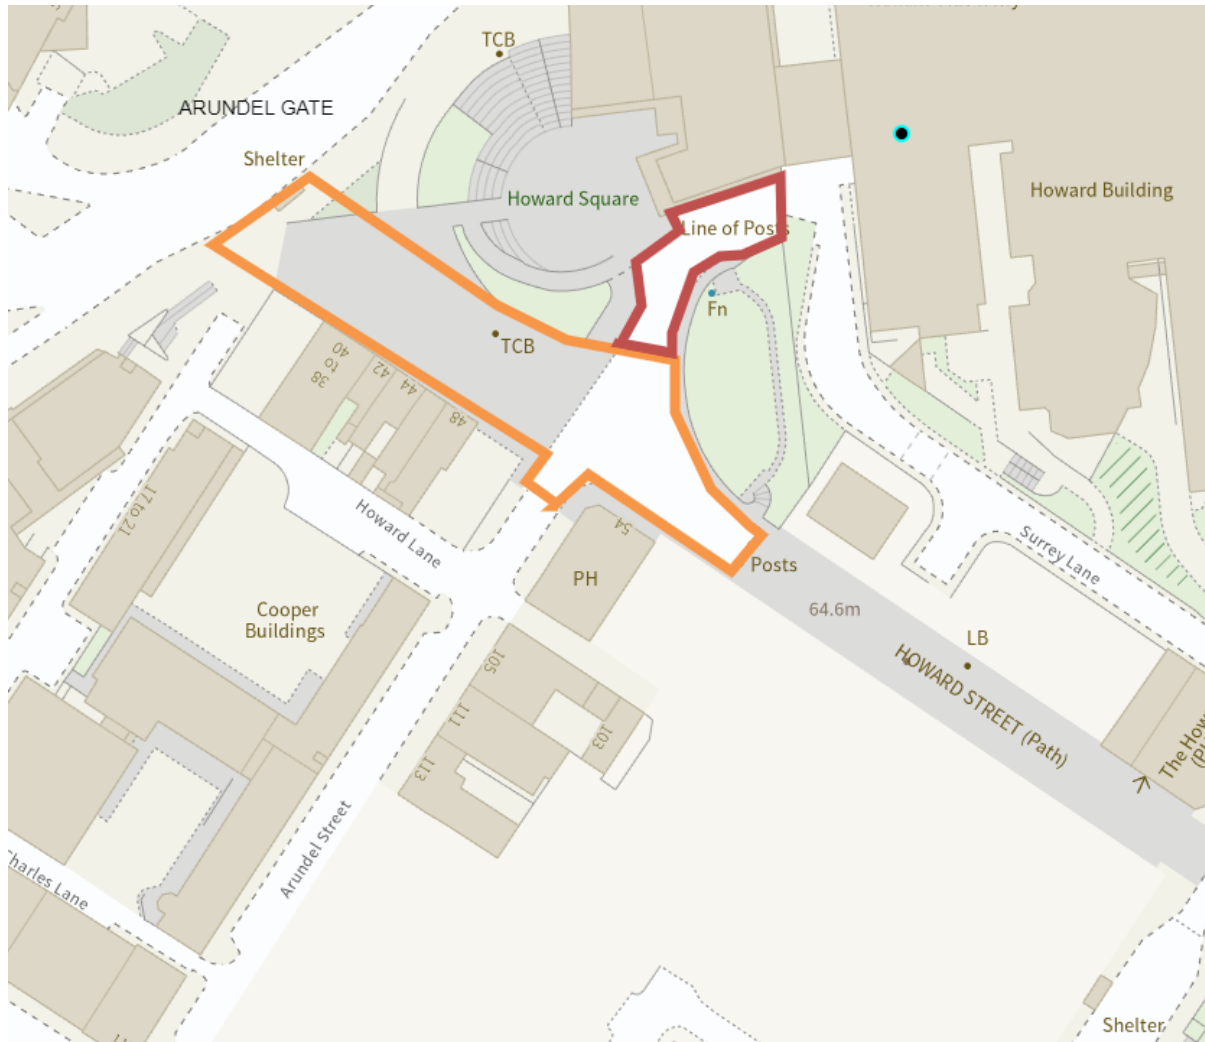 TCB
ARUNDEL GATE
Shelter
Howard Building
Howard Square
Line of Posts
Fn
TCB
38
to
40
42
44
48
17 to 21
Howard Lane
54
PH
Posts
Surrey Lane
64.6m
Cooper
Buildings
LB
HOWARD STREET (Path)
105
111
103
113
The How
Arundel Street
Charles Lane
Shelter